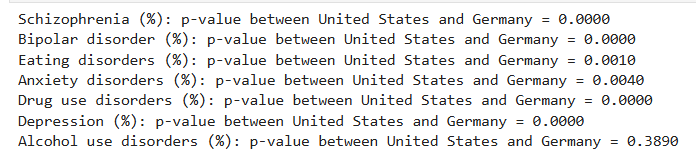 Schizophrenia (%): p-value between United States and Germany = 0.0000
Bipolar disorder (%): p-value between United States and Germany = 0.0000
Eating disorders (%): p-value between United States and Germany = 0.0010
Anxiety disorders (%): p-value between United States and Germany = 0.0040
Drug use disorders (%): p-value between United States and Germany = 0.0000
Depression (%): p-value between United States and Germany = 0.0000
Alcohol use disorders (%): p-value between United States and Germany = 0.3890